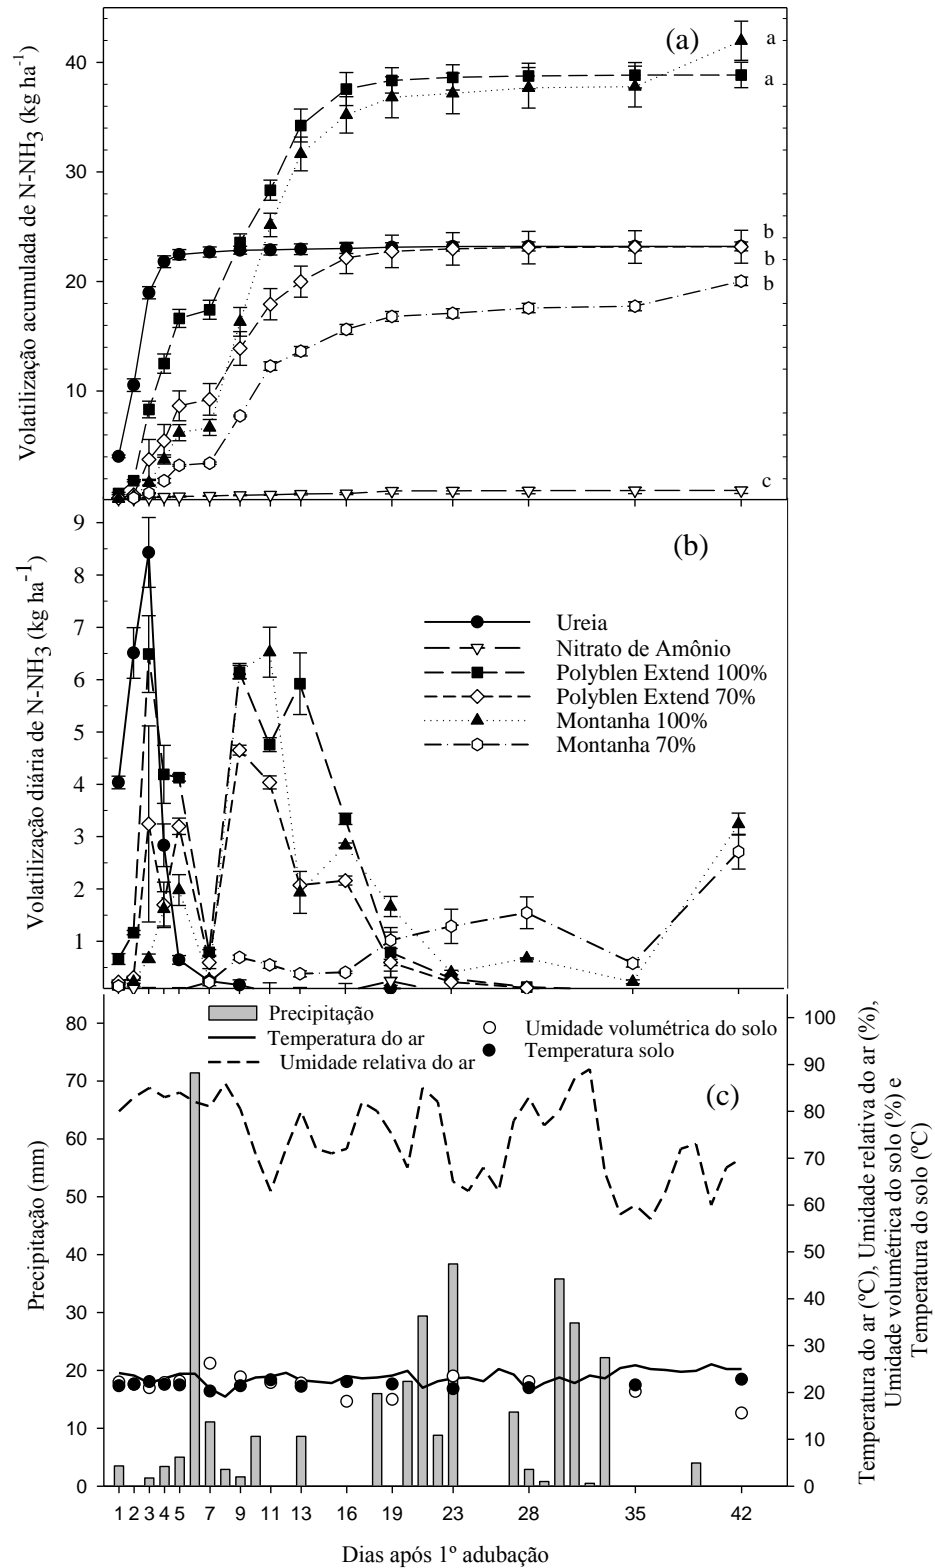 (a)
Volatilização acumulada de N-NH3 (kg ha-1)
40
30
20
10
a
a
b
b
b
c
(b)
Volatilização diária de N-NH3 (kg ha-1)
9
8
7
6
5
4
3
2
1
Ureia
Nitrato de Amônio
Polyblen Extend 100%
Polyblen Extend 70%
Montanha 100%
Montanha 70%
(c)
Precipitação
Temperatura do ar
Umidade relativa do ar
Umidade volumétrica do solo
Temperatura solo
Precipitação (mm)
80
70
60
50
40
30
20
10
0
100
90
80
70
60
50
40
30
20
10
0
Temperatura do ar (ºC), Umidade relativa do ar (%),
Umidade volumétrica do solo (%) e
Temperatura do solo (ºC)
1 2 3 4 5 7 9 11 13 16 19 23 28 35 42
Dias após 1º adubação